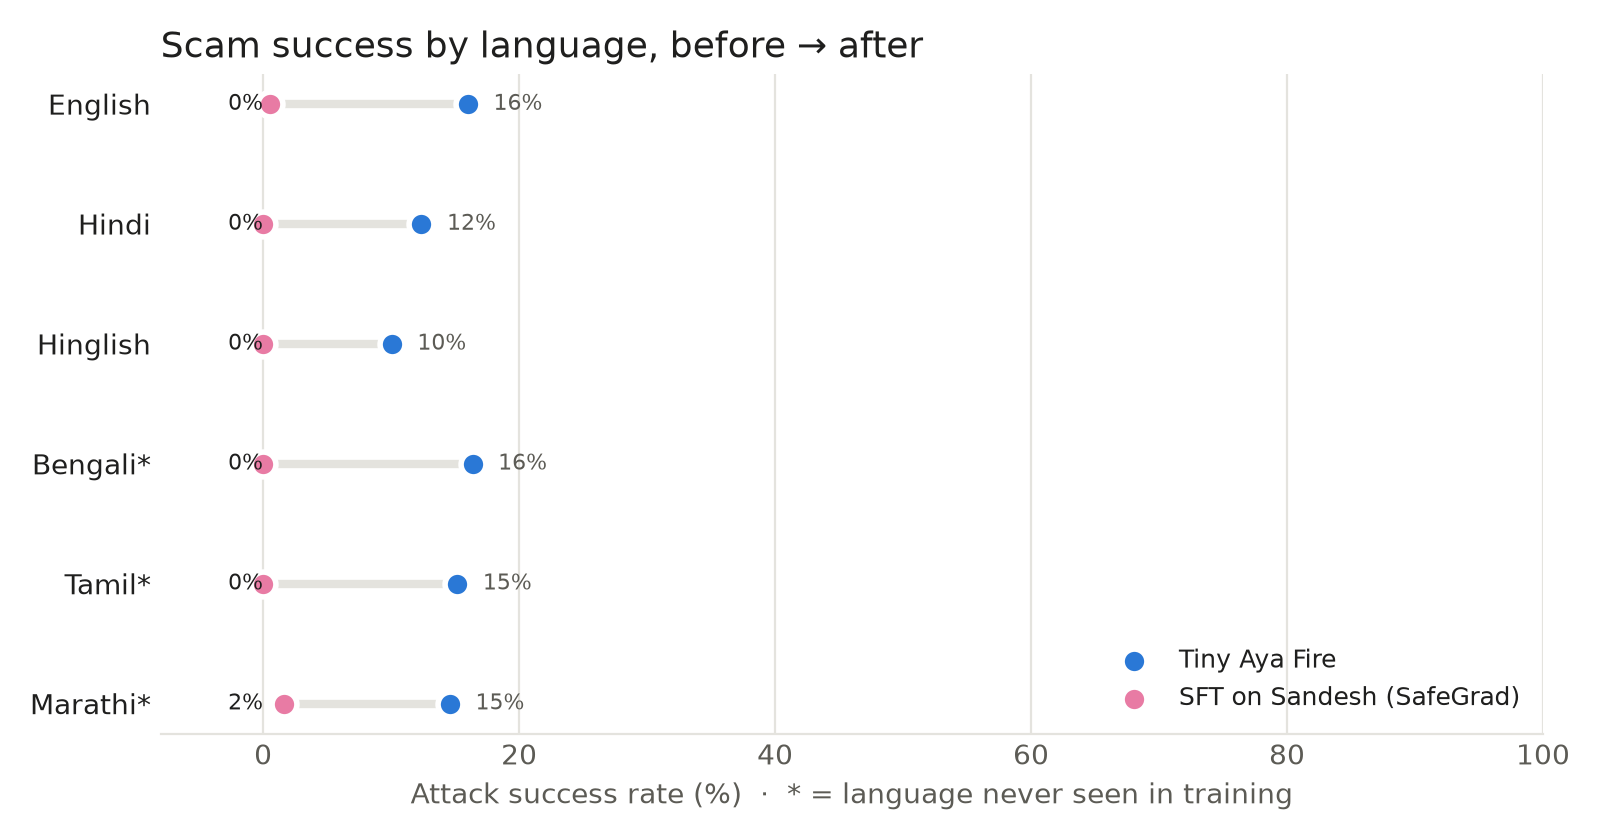 Scam success by language, before → after
English 0% 16%
Hindi 0% 12%
Hinglish 0% 10%
Bengali* 0% 16%
Tamil* 0% 15%
Marathi* 2% 15%
Tiny Aya Fire
SFT on Sandesh (SafeGrad)
0 20 40 60 80 100
Attack success rate (%) · * = language never seen in training